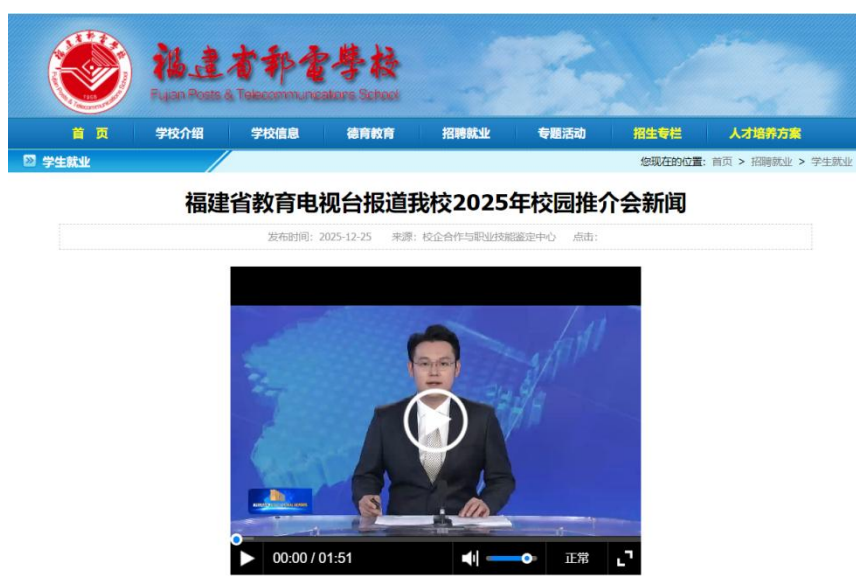 福建省邮电学校
Fujian Posts & Telecommunications School
首 页 学校介绍 学校信息 德育教育 招聘就业 专题活动 招生专栏 人才培养方案
学生就业 您现在的位置：首页 > 招聘就业 > 学生就业
福建省教育电视台报道我校2025年校园推介会新闻
发布时间：2025-12-25 来源：校企合作与职业技能鉴定中心 点击：
00:00 / 01:51 正常